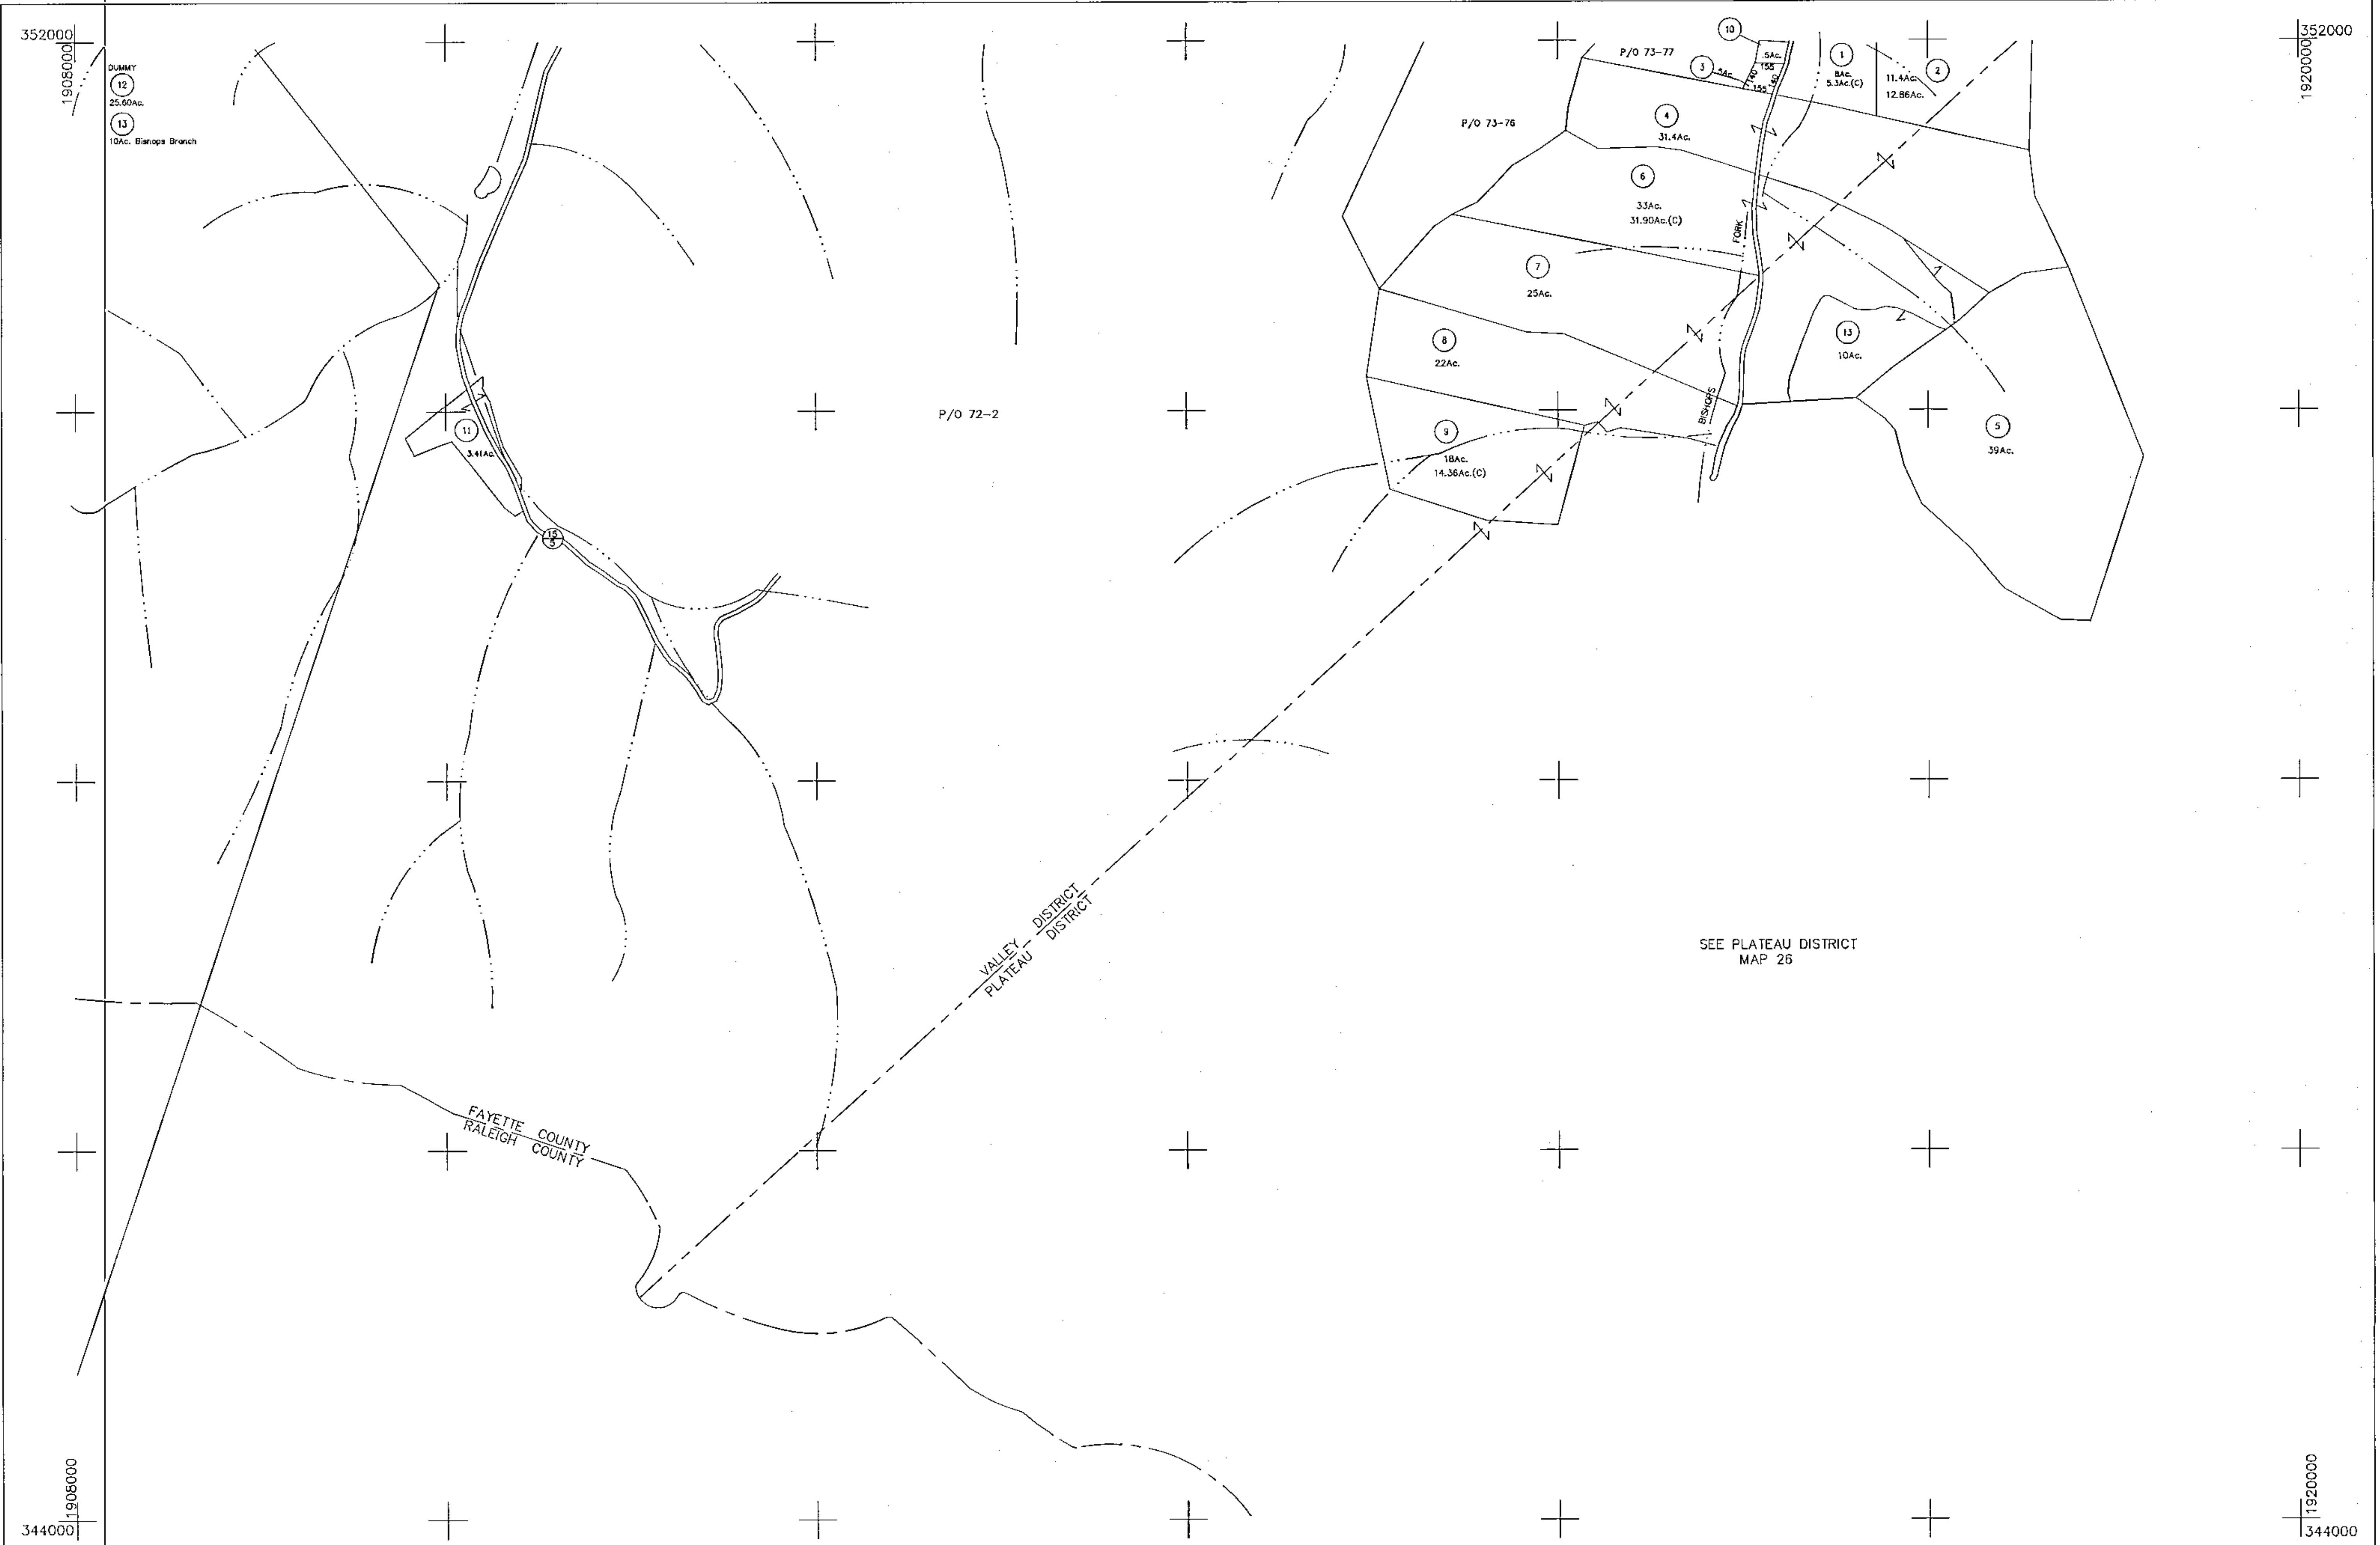 352000
1908000
DUMMY
12
25.60Ac.
13
10Ac. Bishops Branch
10
.5Ac.
155
P/O 73-77
3
.5Ac.
140
140
155
1
8Ac.
5.3Ac.(C)
11.4Ac.
2
12.86Ac.
352000
1920000
P/O 73-76
4
31.4Ac.
6
33Ac.
31.90Ac.(C)
FORK
7
25Ac.
8
22Ac.
13
10Ac.
BISHOPS
P/O 72-2
11
3.41Ac.
9
18Ac.
14.36Ac.(C)
5
39Ac.
15
5
VALLEY DISTRICT
PLATEAU DISTRICT
SEE PLATEAU DISTRICT
MAP 26
FAYETTE COUNTY
RALEIGH COUNTY
1908000
344000
1920000
344000